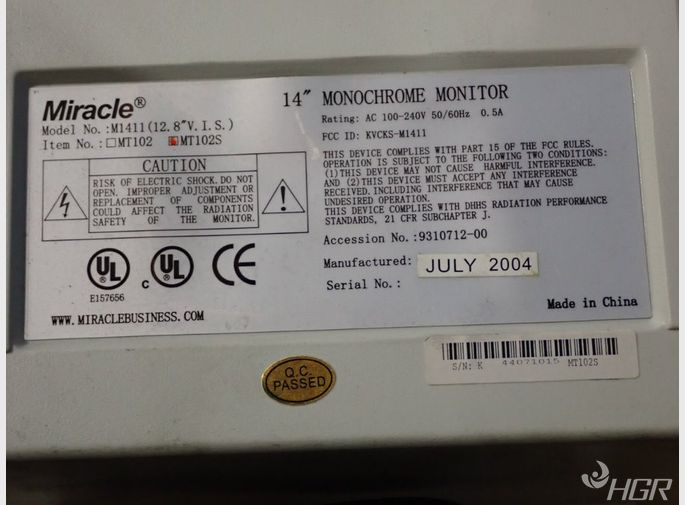 Miracle®
14" MONOCHROME MONITOR
Model No.:M1411(12.8"V.I.S.)
Item No.:□MT102 ■MT102S
Rating: AC 100-240V 50/60Hz 0.5A
FCC ID: KVCKS-M1411
CAUTION
RISK OF ELECTRIC SHOCK. DO NOT
OPEN. IMPROPER ADJUSTMENT OR
REPLACEMENT OF COMPONENTS
COULD AFFECT THE RADIATION
SAFETY OF THE MONITOR.
THIS DEVICE COMPLIES WITH PART 15 OF THE FCC RULES.
OPERATION IS SUBJECT TO THE FOLLOWING TWO CONDITIONS:
(1)THIS DEVICE MAY NOT CAUSE HARMFUL INTERFERENCE
AND (2)THIS DEVICE MUST ACCEPT ANY INTERFERENCE
RECEIVED. INCLUDING INTERFERENCE THAT MAY CAUSE
UNDESIRED OPERATION.
THIS DEVICE COMPLIES WITH DHHS RADIATION PERFORMANCE
STANDARDS, 21 CFR SUBCHAPTER J.
Accession No.:9310712-00
Manufactured: JULY 2004
Serial No.:
UL
c UL
CE
E157656
WWW.MIRACLEBUSINESS.COM
Made in China
Q.C.
PASSED
S/N: K 44071015 MT102S
HGR